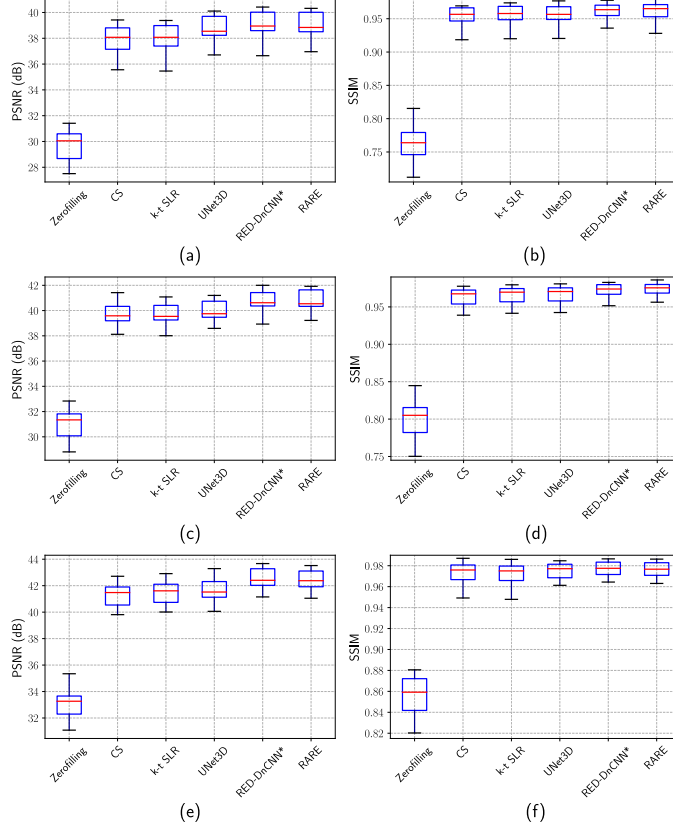 40
38
36
34
32
30
28
PSNR (dB)
Zerofilling
CS
k-t SLR
UNet3D
RED-DnCNN*
RARE
(a)
0.95
0.90
0.85
0.80
0.75
SSIM
Zerofilling
CS
k-t SLR
UNet3D
RED-DnCNN*
RARE
(b)
42
40
38
36
34
32
30
PSNR (dB)
Zerofilling
CS
k-t SLR
UNet3D
RED-DnCNN*
RARE
(c)
0.95
0.90
0.85
0.80
0.75
SSIM
Zerofilling
CS
k-t SLR
UNet3D
RED-DnCNN*
RARE
(d)
44
42
40
38
36
34
32
PSNR (dB)
Zerofilling
CS
k-t SLR
UNet3D
RED-DnCNN*
RARE
(e)
0.98
0.96
0.94
0.92
0.90
0.88
0.86
0.84
0.82
SSIM
Zerofilling
CS
k-t SLR
UNet3D
RED-DnCNN*
RARE
(f)